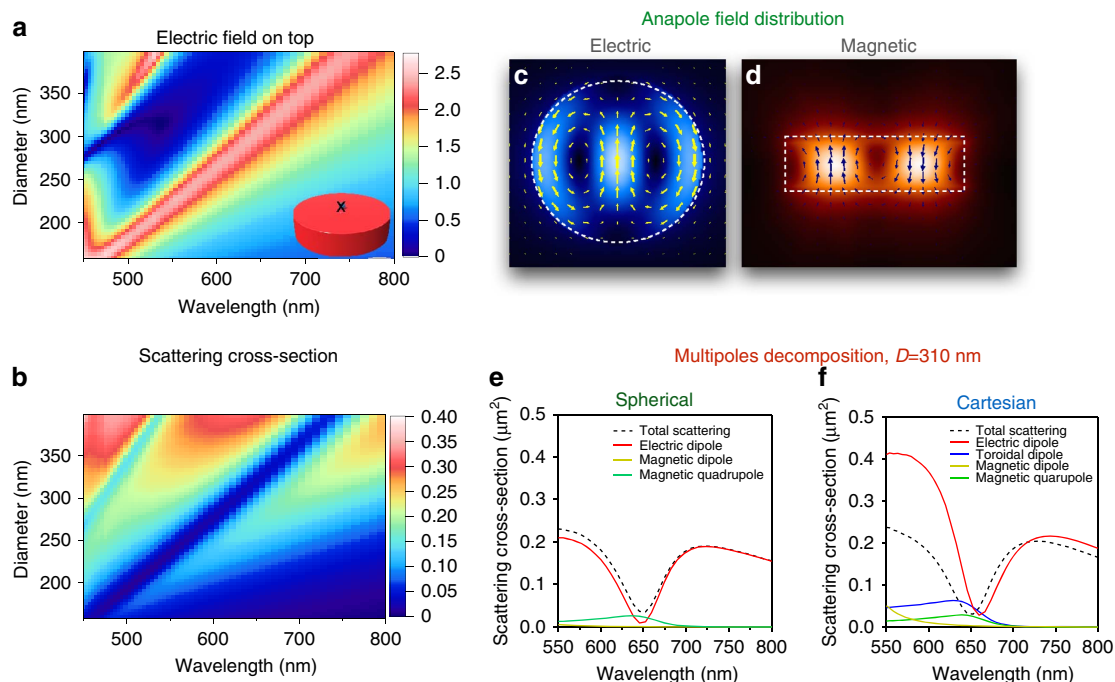 a
Electric field on top
Diameter (nm)
350
300
250
200
500
600
700
800
Wavelength (nm)
2.5
2.0
1.5
1.0
0.5
0
x
Anapole field distribution
Electric
Magnetic
c
d
b
Scattering cross-section
Diameter (nm)
350
300
250
200
500
600
700
800
Wavelength (nm)
0.40
0.35
0.30
0.25
0.20
0.15
0.10
0.05
0
Multipoles decomposition, D=310 nm
e
Spherical
Scattering cross-section (μm²)
0.5
0.4
0.3
0.2
0.1
0.0
Total scattering
Electric dipole
Magnetic dipole
Magnetic quadrupole
550
600
650
700
750
800
Wavelength (nm)
f
Cartesian
Scattering cross-section (μm²)
0.5
0.4
0.3
0.2
0.1
0.0
Total scattering
Electric dipole
Toroidal dipole
Magnetic dipole
Magnetic quarupole
550
600
650
700
750
800
Wavelength (nm)